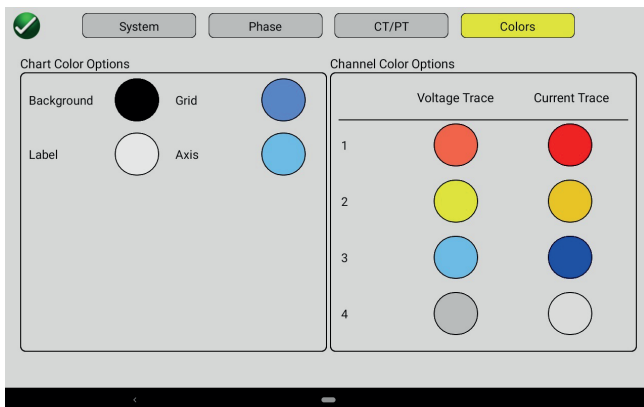 System Phase CT/PT Colors
Chart Color Options
Channel Color Options
Background Grid
Label Axis
Voltage Trace Current Trace
1
2
3
4